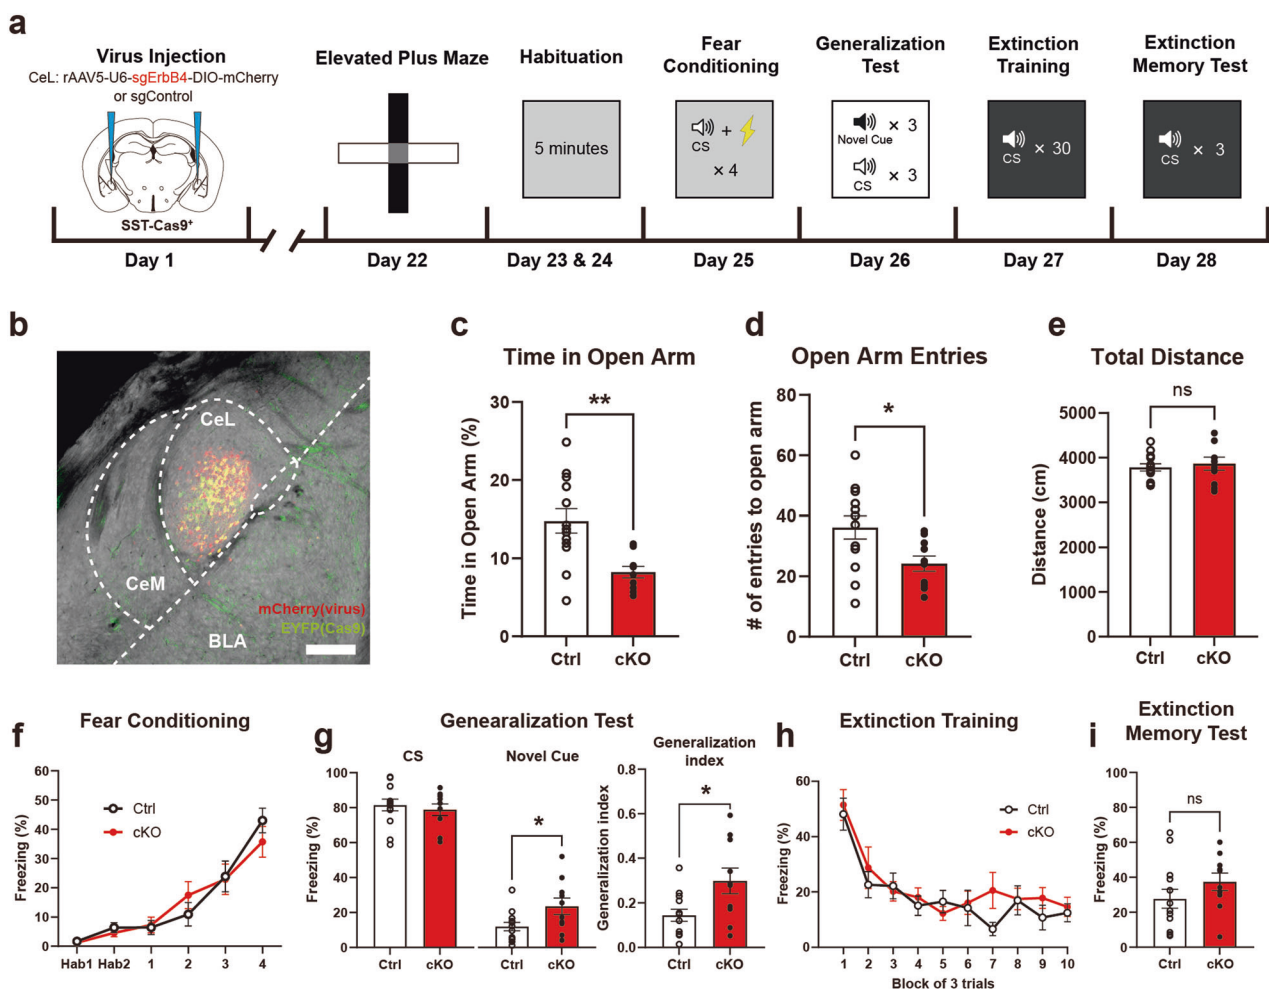 a
Virus Injection
CeL: rAAV5-U6-sgErbB4-DIO-mCherry
or sgControl
SST-Cas9+
Elevated Plus Maze
Habituation
5 minutes
Fear
Conditioning
+
CS
× 4
Generalization
Test
× 3
Novel Cue
× 3
CS
Extinction
Training
× 30
CS
Extinction
Memory Test
× 3
CS
Day 1
Day 22
Day 23 & 24
Day 25
Day 26
Day 27
Day 28
b
CeL
CeM
mCherry(virus)
EYFP(Cas9)
BLA
c
Time in Open Arm
Time in Open Arm (%)
30
20
10
0
**
Ctrl
cKO
d
Open Arm Entries
# of entries to open arm
80
60
40
20
0
*
Ctrl
cKO
e
Total Distance
Distance (cm)
5000
4000
3000
2000
1000
0
ns
Ctrl
cKO
f
Fear Conditioning
Freezing (%)
60
50
40
30
20
10
0
Ctrl
cKO
Hab1 Hab2 1 2 3 4
g
Genearalization Test
CS
Freezing (%)
100
80
60
40
20
0
Ctrl
cKO
Novel Cue
Freezing (%)
100
80
60
40
20
0
*
Ctrl
cKO
Generalization
index
Generalization index
0.8
0.6
0.4
0.2
0.0
*
Ctrl
cKO
h
Extinction Training
Freezing (%)
60
40
20
0
Ctrl
cKO
1 2 3 4 5 6 7 8 9 10
Block of 3 trials
i
Extinction
Memory Test
Freezing (%)
100
80
60
40
20
0
ns
Ctrl
cKO